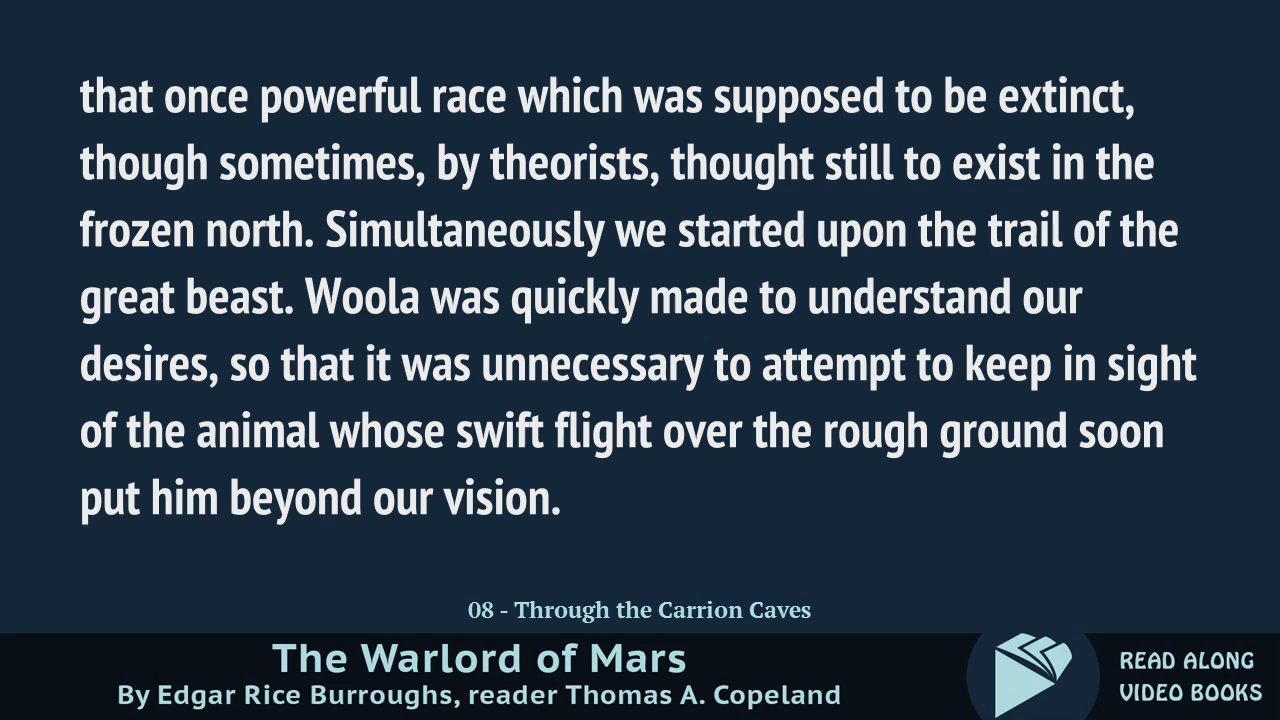 that once powerful race which was supposed to be extinct,
though sometimes, by theorists, thought still to exist in the
frozen north. Simultaneously we started upon the trail of the
great beast. Woola was quickly made to understand our
desires, so that it was unnecessary to attempt to keep in sight
of the animal whose swift flight over the rough ground soon
put him beyond our vision.
08 - Through the Carrion Caves
The Warlord of Mars
By Edgar Rice Burroughs, reader Thomas A. Copeland
READ ALONG
VIDEO BOOKS